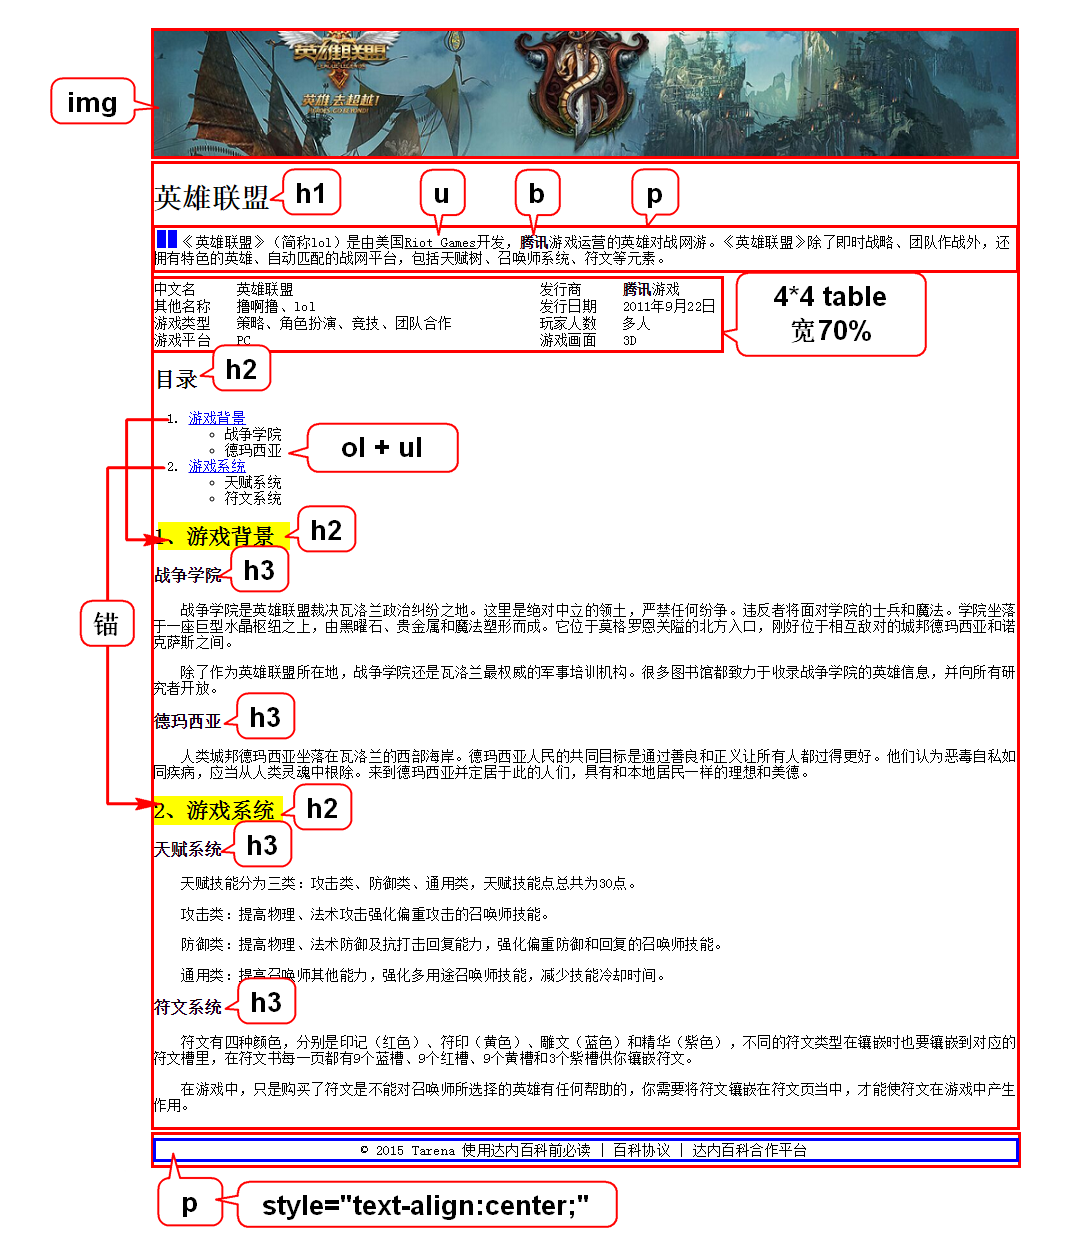 英雄联盟
英雄,去超越!
img
英雄联盟
h1
u
b
p
《英雄联盟》（简称lol）是由美国Riot Games开发，腾讯游戏运营的英雄对战网游。《英雄联盟》除了即时战略、团队作战外，还
拥有特色的英雄、自动匹配的战网平台，包括天赋树、召唤师系统、符文等元素。
中文名 英雄联盟 发行商 腾讯游戏
其他名称 撸啊撸、lol 发行日期 2011年9月22日
游戏类型 策略、角色扮演、竞技、团队合作 玩家人数 多人
游戏平台 PC 游戏画面 3D
4*4 table
宽70%
目录
h2
1. 游戏背景
战争学院
德玛西亚
2. 游戏系统
天赋系统
符文系统
ol + ul
1、游戏背景
h2
战争学院
h3
锚
战争学院是英雄联盟裁决瓦洛兰政治纠纷之地。这里是绝对中立的领土，严禁任何纷争。违反者将面对学院的士兵和魔法。学院坐落
于一座巨型水晶枢纽之上，由黑曜石、贵金属和魔法塑形而成。它位于莫格罗恩关隘的北方入口，刚好位于相互敌对的城邦德玛西亚和诺
克萨斯之间。
除了作为英雄联盟所在地，战争学院还是瓦洛兰最权威的军事培训机构。很多图书馆都致力于收录战争学院的英雄信息，并向所有研
究者开放。
德玛西亚
h3
人类城邦德玛西亚坐落在瓦洛兰的西部海岸。德玛西亚人民的共同目标是通过善良和正义让所有人都过得更好。他们认为恶毒自私如
同疾病，应当从人类灵魂中根除。来到德玛西亚并定居于此的人们，具有和本地居民一样的理想和美德。
2、游戏系统
h2
天赋系统
h3
天赋技能分为三类：攻击类、防御类、通用类，天赋技能点总共为30点。
攻击类：提高物理、法术攻击强化偏重攻击的召唤师技能。
防御类：提高物理、法术防御及抗打击回复能力，强化偏重防御和回复的召唤师技能。
通用类：提高召唤师其他能力，强化多用途召唤师技能，减少技能冷却时间。
符文系统
h3
符文有四种颜色，分别是印记（红色）、符印（黄色）、雕文（蓝色）和精华（紫色），不同的符文类型在镶嵌时也要镶嵌到对应的
符文槽里，在符文书每一页都有9个蓝槽、9个红槽、9个黄槽和3个紫槽供你镶嵌符文。
在游戏中，只是购买了符文是不能对召唤师所选择的英雄有任何帮助的，你需要将符文镶嵌在符文页当中，才能使符文在游戏中产生
作用。
© 2015 Tarena 使用达内百科前必读 | 百科协议 | 达内百科合作平台
p
style="text-align:center;"